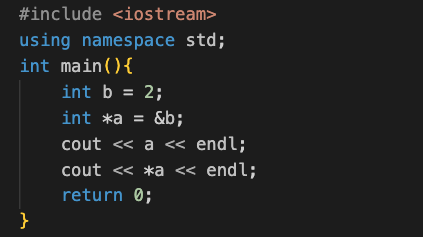 #include <iostream>
using namespace std;
int main(){
    int b = 2;
    int *a = &b;
    cout << a << endl;
    cout << *a << endl;
    return 0;
}